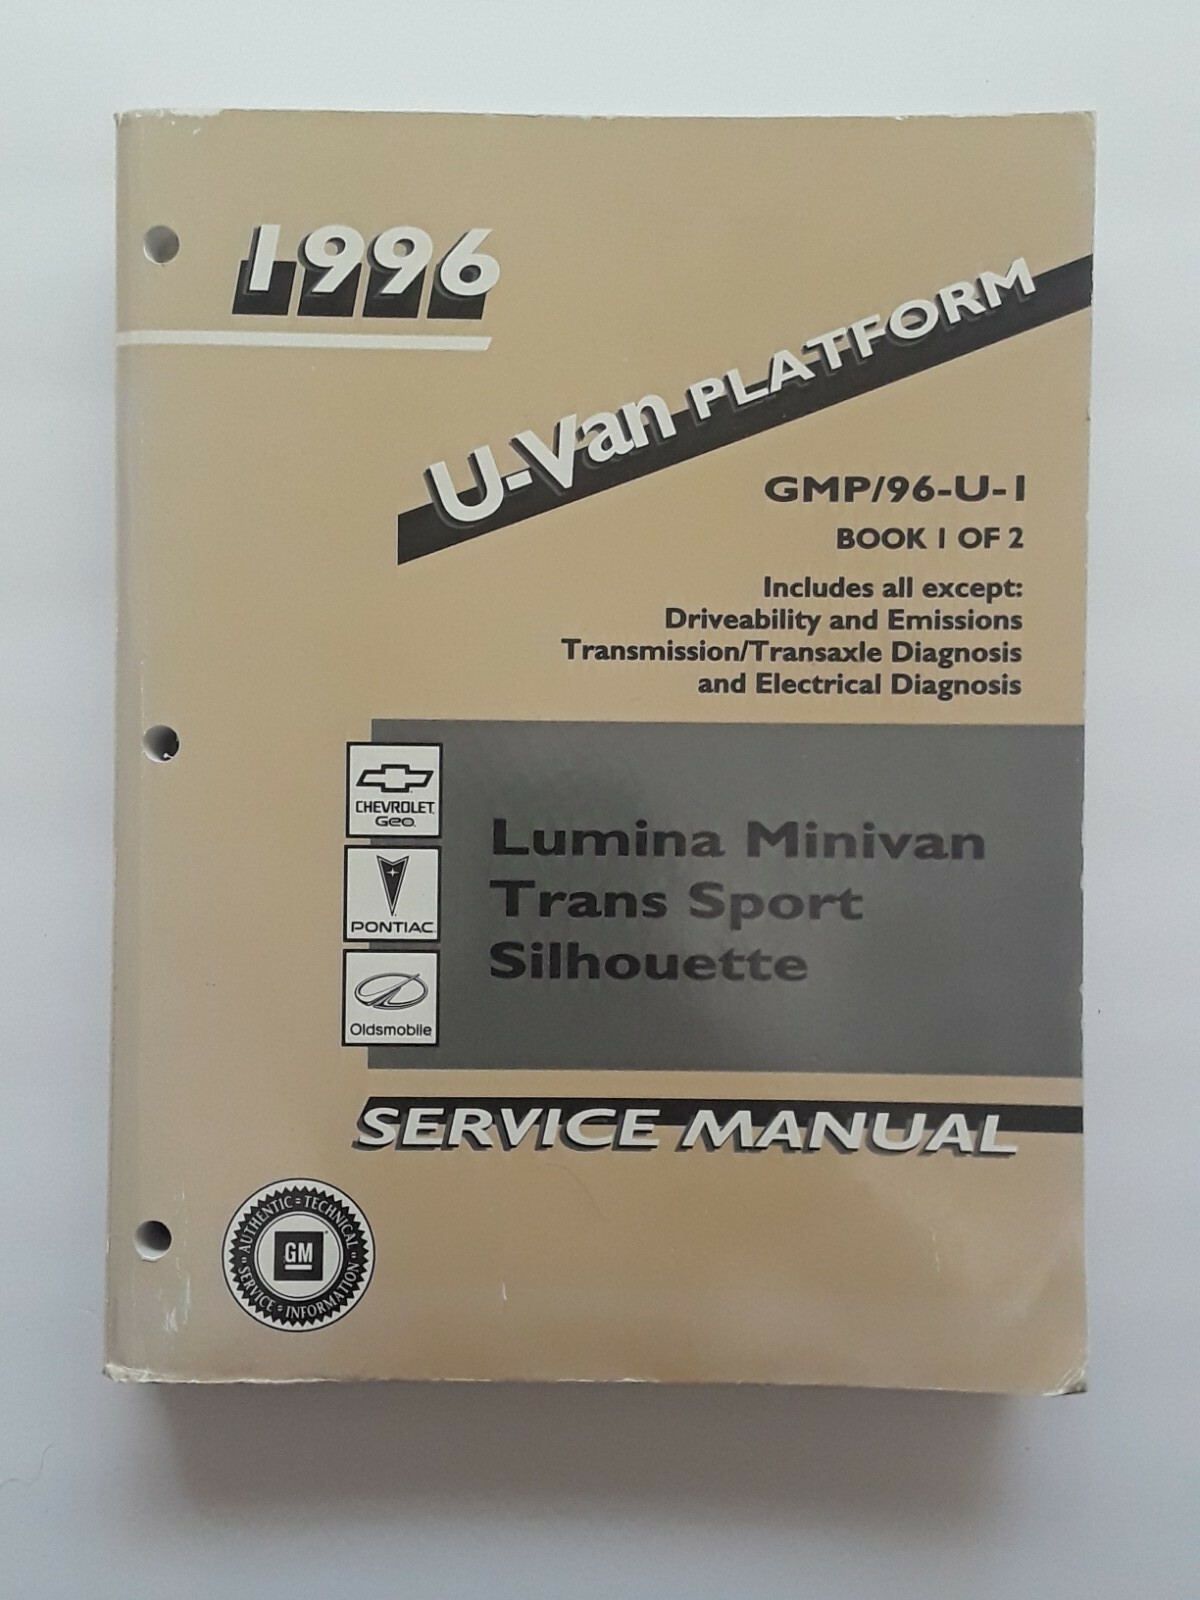 1996
U-Van PLATFORM
GMP/96-U-1
BOOK 1 OF 2
Includes all except:
Driveability and Emissions
Transmission/Transaxle Diagnosis
and Electrical Diagnosis
CHEVROLET
Geo
PONTIAC
Oldsmobile
Lumina Minivan
Trans Sport
Silhouette
SERVICE MANUAL
AUTHENTIC = TECHNICAL = SERVICE = INFORMATION =
GM